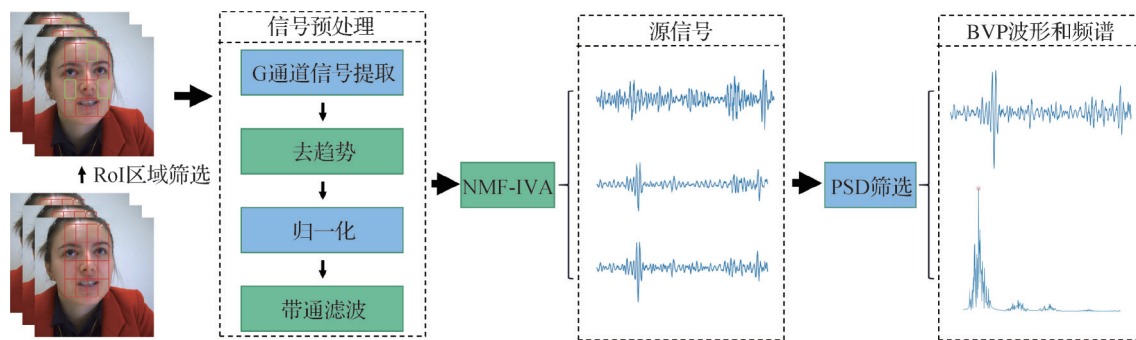 RoI区域筛选
信号预处理
G通道信号提取
去趋势
归一化
带通滤波
NMF-IVA
源信号
PSD筛选
BVP波形和频谱